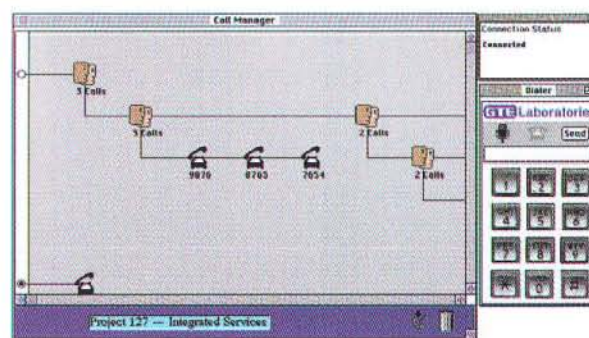 Call Manager
3 Calls
3 Calls
9876
8765
7654
2 Calls
2 Calls
Project 127 — Integrated Services
Connection Status
Connected
Dialer
GTE Laboratorie
Send
1
2
3
4
5
6
7
8
9
*
0
#